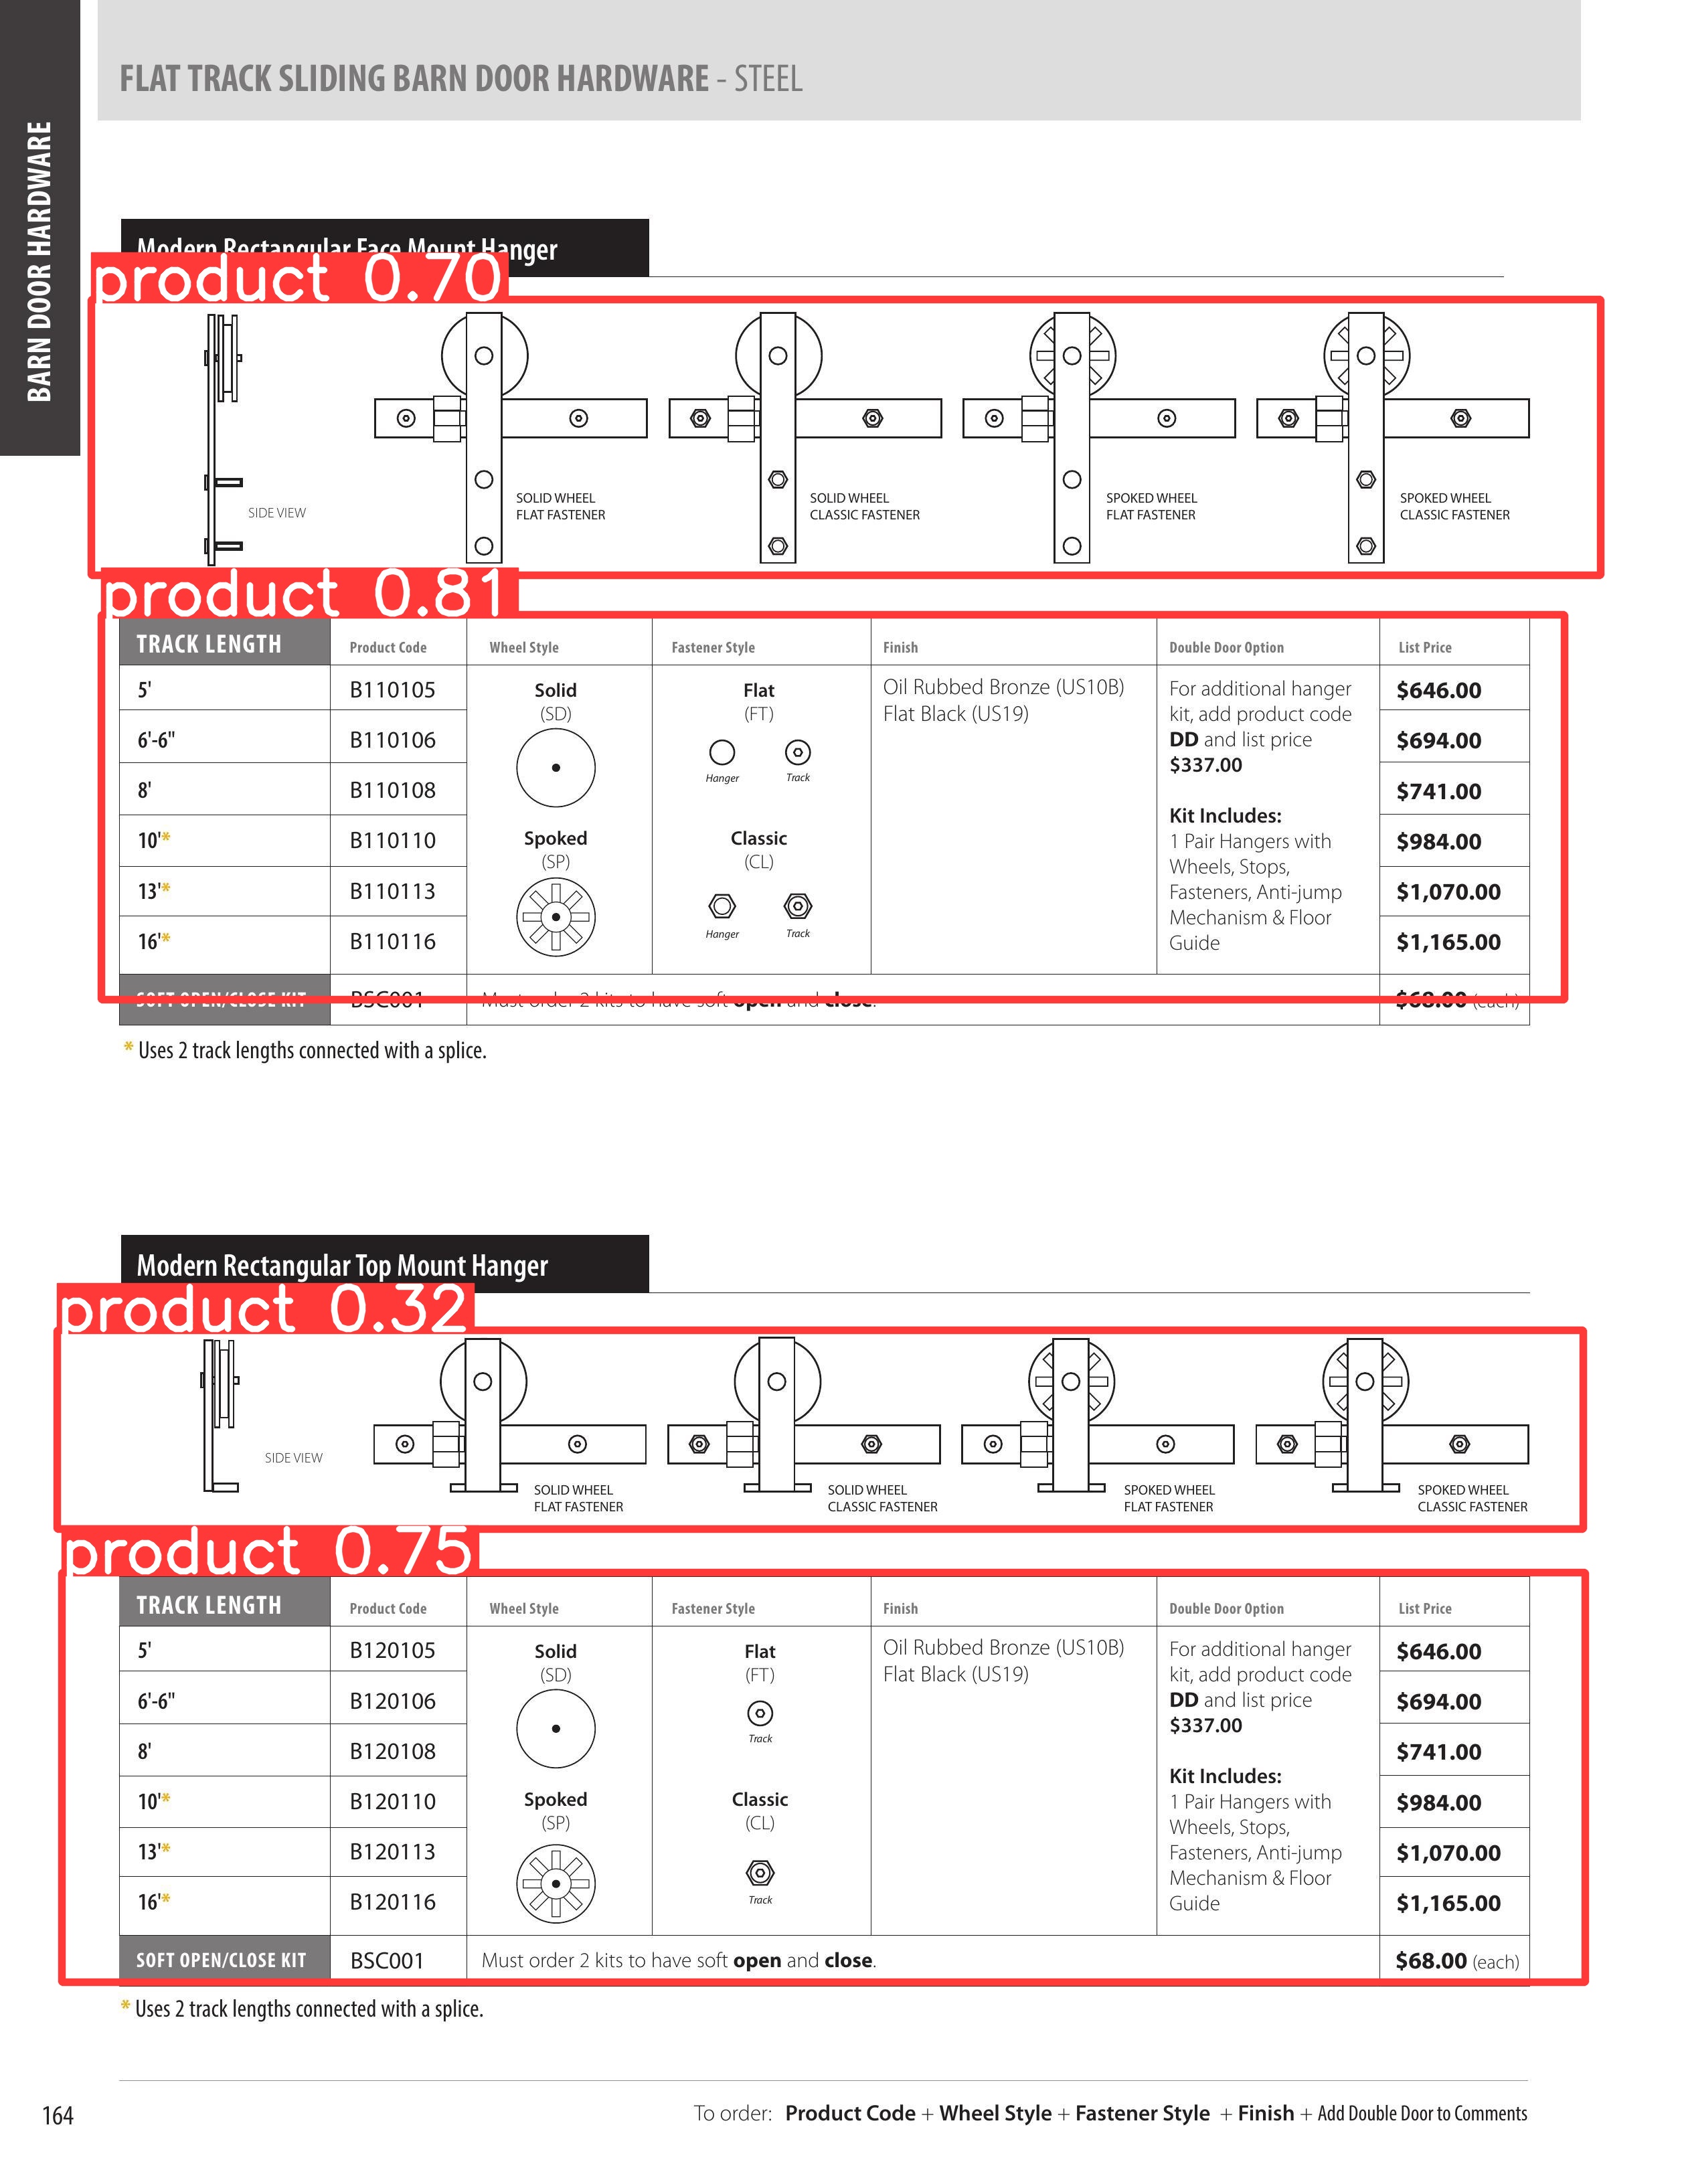 FLAT TRACK SLIDING BARN DOOR HARDWARE - STEEL
BARN DOOR HARDWARE
Modern Rectangular Face Mount Hanger
product 0.70
SIDE VIEW
SOLID WHEEL
FLAT FASTENER
SOLID WHEEL
CLASSIC FASTENER
SPOKED WHEEL
FLAT FASTENER
SPOKED WHEEL
CLASSIC FASTENER
product 0.81
TRACK LENGTH Product Code Wheel Style Fastener Style Finish Double Door Option List Price
5' B110105 $646.00
6'-6" B110106 $694.00
8' B110108 $741.00
10'* B110110 $984.00
13'* B110113 $1,070.00
16'* B110116 $1,165.00
Solid
(SD)
Spoked
(SP)
Flat
(FT)
Hanger Track
Classic
(CL)
Hanger Track
Oil Rubbed Bronze (US10B)
Flat Black (US19)
For additional hanger
kit, add product code
DD and list price
$337.00
Kit Includes:
1 Pair Hangers with
Wheels, Stops,
Fasteners, Anti-jump
Mechanism & Floor
Guide
SOFT OPEN/CLOSE KIT BSC001 Must order 2 kits to have soft open and close. $68.00 (each)
* Uses 2 track lengths connected with a splice.
Modern Rectangular Top Mount Hanger
product 0.32
SIDE VIEW
SOLID WHEEL
FLAT FASTENER
SOLID WHEEL
CLASSIC FASTENER
SPOKED WHEEL
FLAT FASTENER
SPOKED WHEEL
CLASSIC FASTENER
product 0.75
TRACK LENGTH Product Code Wheel Style Fastener Style Finish Double Door Option List Price
5' B120105 $646.00
6'-6" B120106 $694.00
8' B120108 $741.00
10'* B120110 $984.00
13'* B120113 $1,070.00
16'* B120116 $1,165.00
Solid
(SD)
Spoked
(SP)
Flat
(FT)
Track
Classic
(CL)
Track
Oil Rubbed Bronze (US10B)
Flat Black (US19)
For additional hanger
kit, add product code
DD and list price
$337.00
Kit Includes:
1 Pair Hangers with
Wheels, Stops,
Fasteners, Anti-jump
Mechanism & Floor
Guide
SOFT OPEN/CLOSE KIT BSC001 Must order 2 kits to have soft open and close. $68.00 (each)
* Uses 2 track lengths connected with a splice.
164
To order: Product Code + Wheel Style + Fastener Style + Finish + Add Double Door to Comments